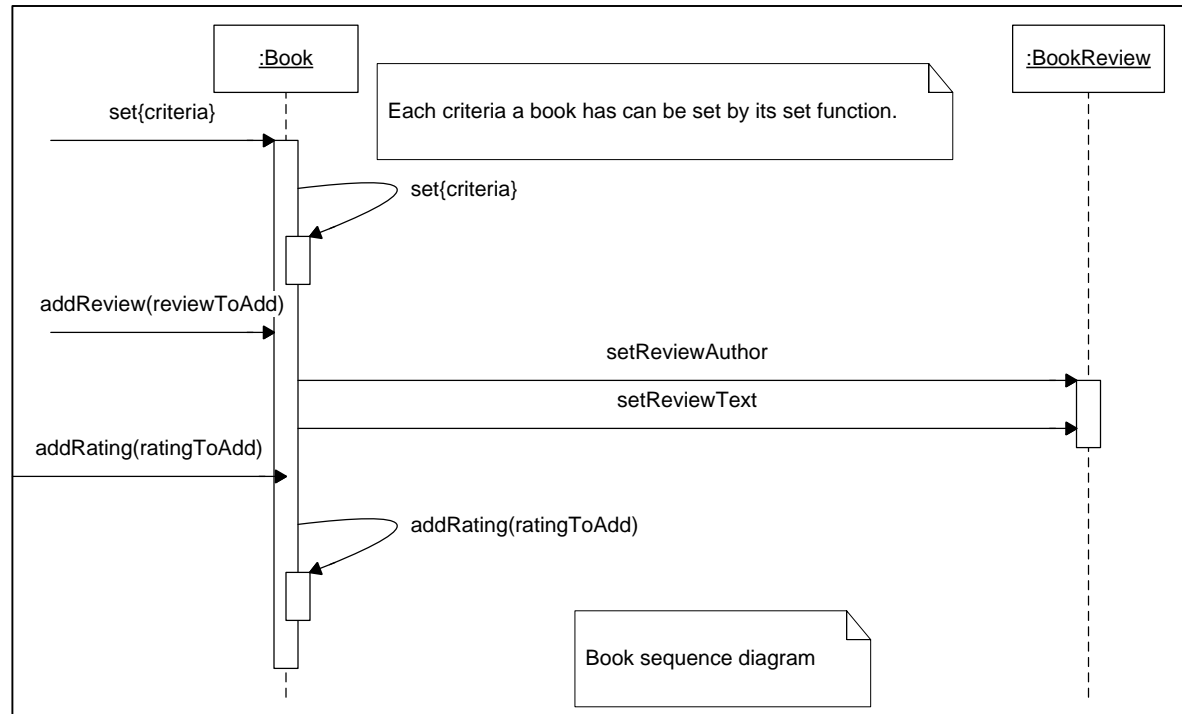 :Book
:BookReview
Each criteria a book has can be set by its set function.
set{criteria}
set{criteria}
addReview(reviewToAdd)
setReviewAuthor
setReviewText
addRating(ratingToAdd)
addRating(ratingToAdd)
Book sequence diagram